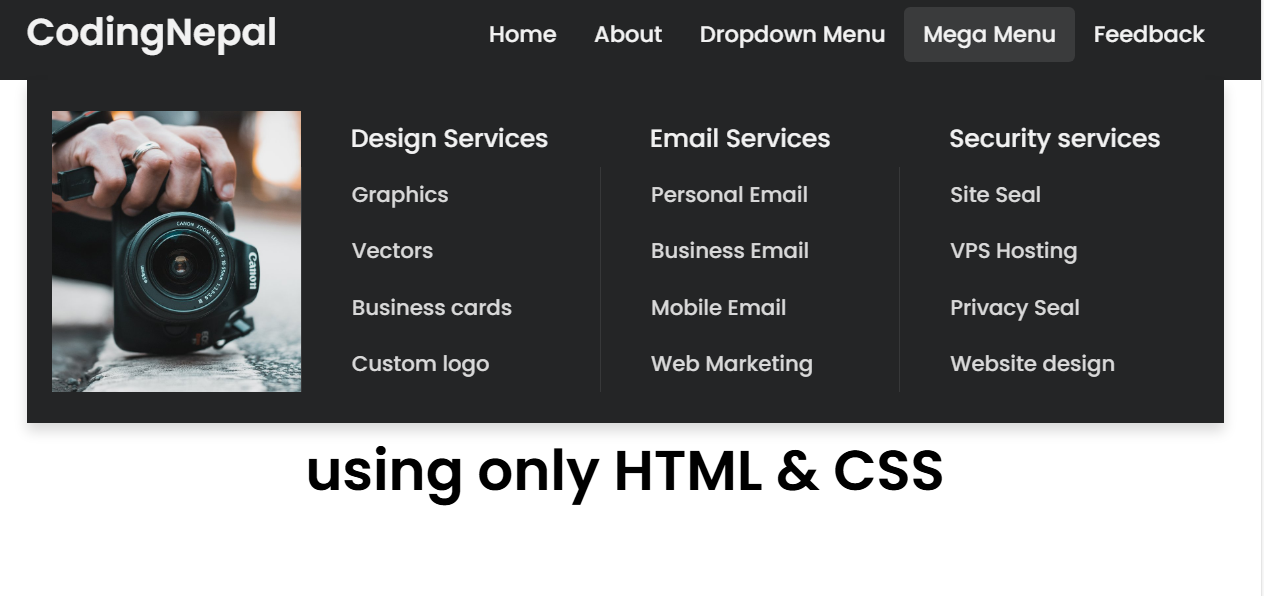 CodingNepal
Home About Dropdown Menu Mega Menu Feedback
Design Services
Graphics
Vectors
Business cards
Custom logo
Email Services
Personal Email
Business Email
Mobile Email
Web Marketing
Security services
Site Seal
VPS Hosting
Privacy Seal
Website design
Canon
using only HTML & CSS